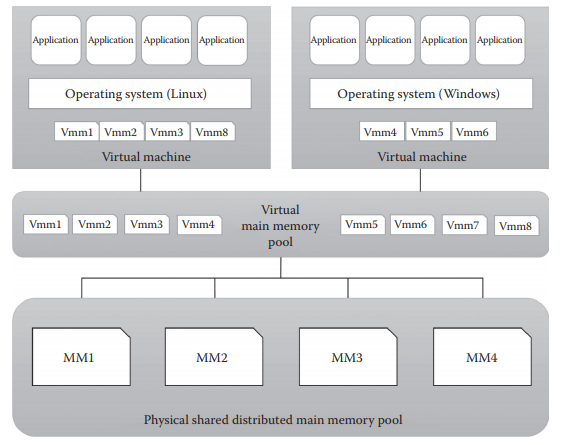 Application Application Application Application
Operating system (Linux)
Vmm1 Vmm2 Vmm3 Vmm8
Virtual machine
Application Application Application Application
Operating system (Windows)
Vmm4 Vmm5 Vmm6
Virtual machine
Vmm1 Vmm2 Vmm3 Vmm4
Virtual
main memory
pool
Vmm5 Vmm6 Vmm7 Vmm8
MM1 MM2 MM3 MM4
Physical shared distributed main memory pool